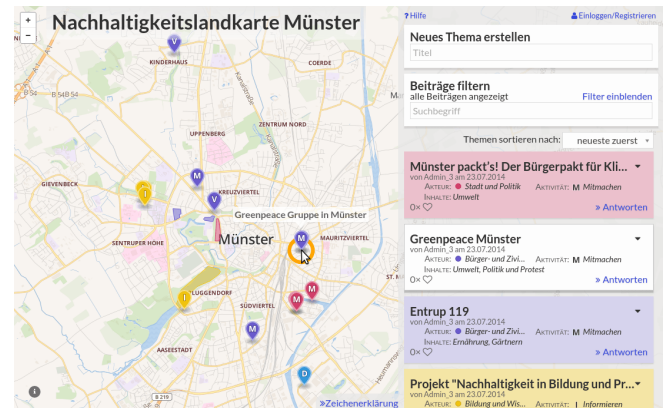 +
−
Nachhaltigkeitslandkarte Münster
V
KINDERHAUS
COERDE
B 54
B 54
ZENTRUM NORD
Kanalstraße
UPPENBERG
GIEVENBECK
M
I
V
KREUZVIERTEL
Greenpeace Gruppe in Münster
SENTRUPER HÖHE
Münster
M
MAURITZVIERTEL
I
PLUGGENDORF
M
M
SÜDVIERTEL
M
AASEESTADT
D
B 219
i
»Zeichenerklärung
? Hilfe
Einloggen/Registrieren
Neues Thema erstellen
Titel
Beiträge filtern
alle Beiträgen angezeigt
Filter einblenden
Suchbegriff
Themen sortieren nach:
neueste zuerst
Münster packt's! Der Bürgerpakt für Kli...
von Admin_3 am 23.07.2014
AKTEUR: Stadt und Politik AKTIVITÄT: M Mitmachen
INHALTE: Umwelt
0×
» Antworten
Greenpeace Münster
von Admin_3 am 23.07.2014
AKTEUR: Bürger- und Zivi... AKTIVITÄT: M Mitmachen
INHALTE: Umwelt, Politik und Protest
0×
» Antworten
Entrup 119
von Admin_3 am 23.07.2014
AKTEUR: Bürger- und Zivi... AKTIVITÄT: M Mitmachen
INHALTE: Ernährung, Gärtnern
0×
» Antworten
Projekt "Nachhaltigkeit in Bildung und Pr...
von Admin_3 am 23.07.2014
AKTEUR: Bildung und Wis... AKTIVITÄT: I Informieren